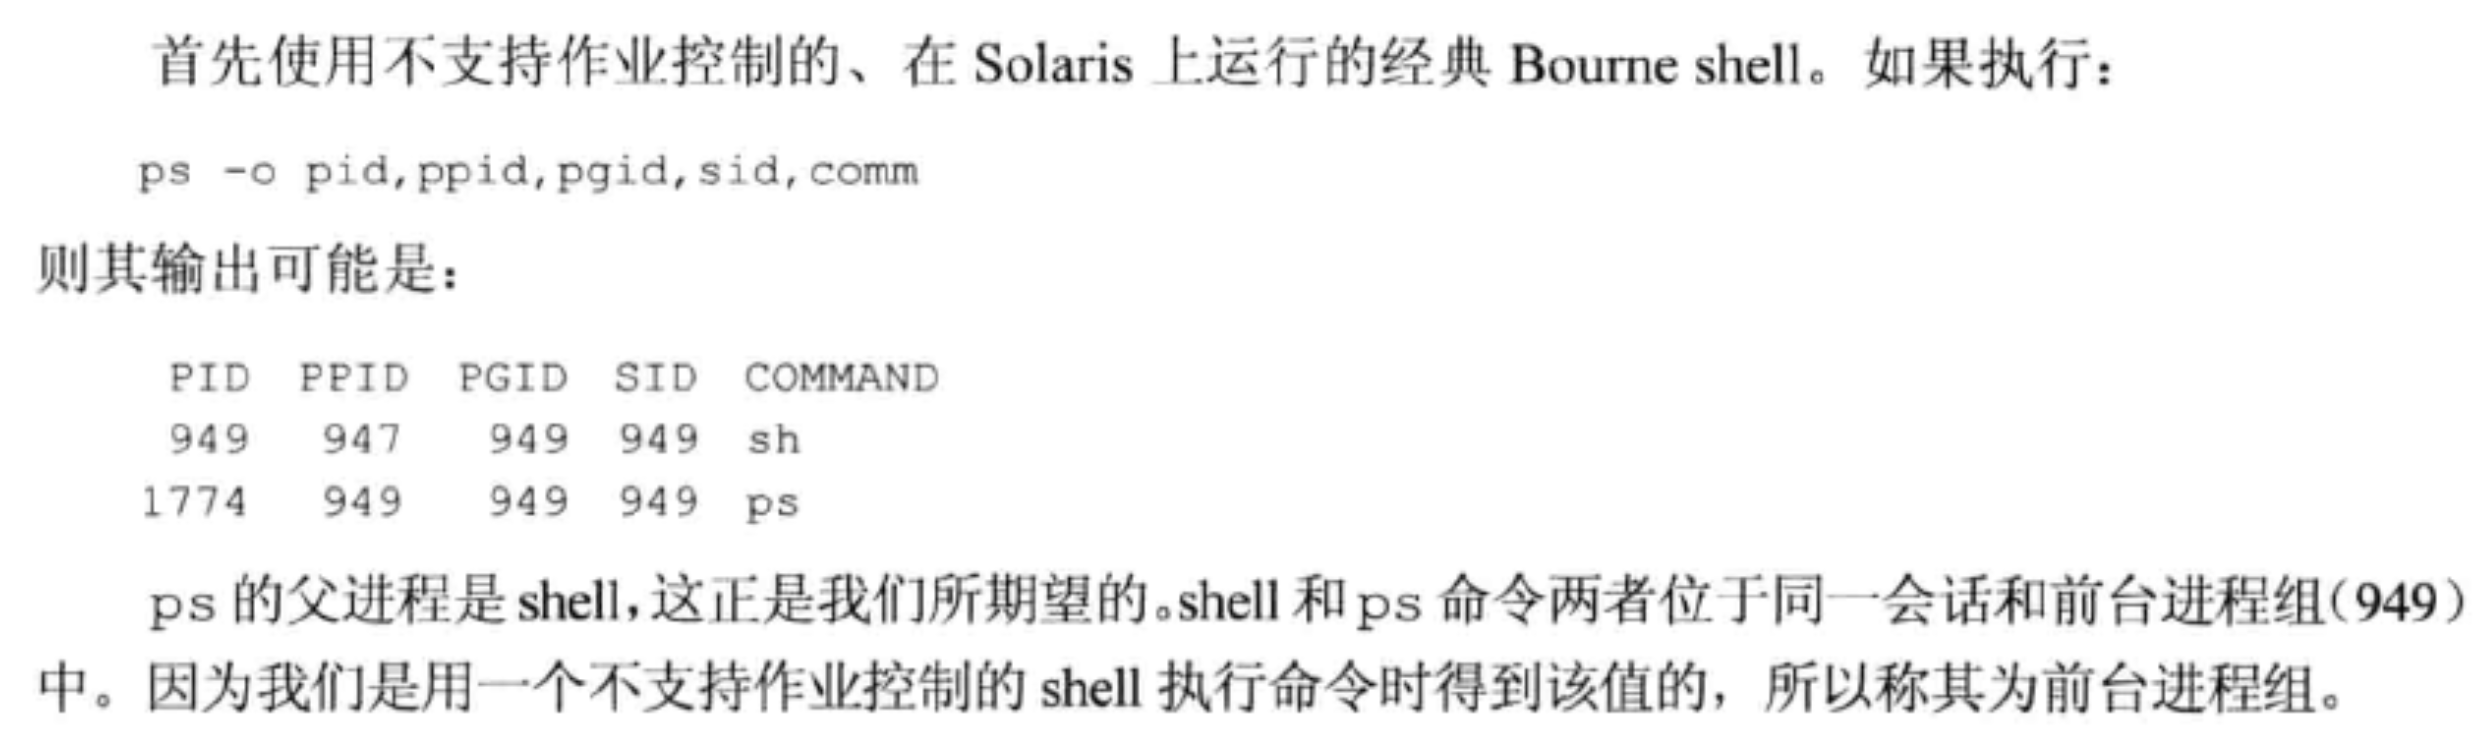 首先使用不支持作业控制的、在 Solaris 上运行的经典 Bourne shell。如果执行：
ps -o pid,ppid,pgid,sid,comm
则其输出可能是：
PID PPID PGID SID COMMAND
949 947 949 949 sh
1774 949 949 949 ps
ps 的父进程是 shell，这正是我们所期望的。shell 和 ps 命令两者位于同一会话和前台进程组（949）
中。因为我们是用一个不支持作业控制的 shell 执行命令时得到该值的，所以称其为前台进程组。